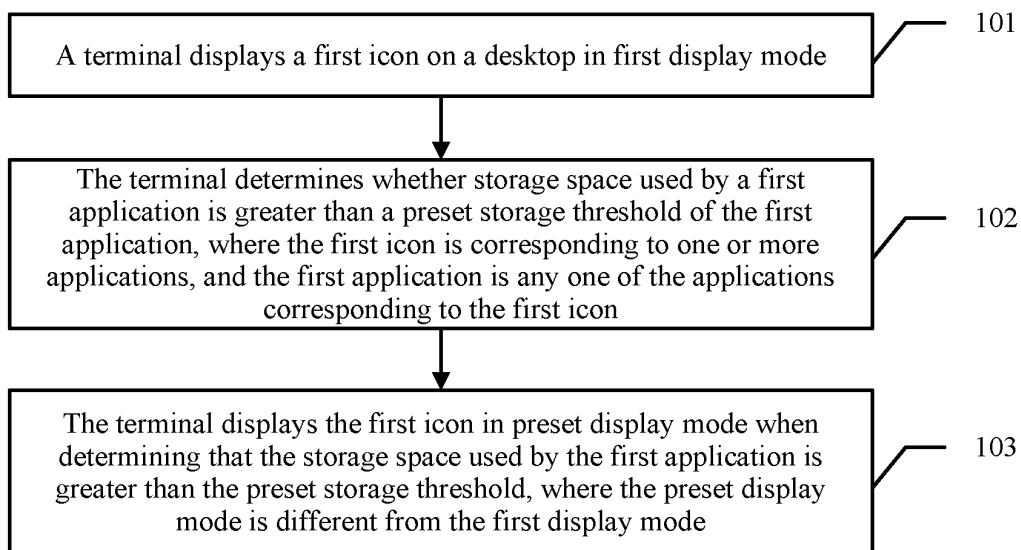 A terminal displays a first icon on a desktop in first display mode
101
The terminal determines whether storage space used by a first
application is greater than a preset storage threshold of the first
application, where the first icon is corresponding to one or more
applications, and the first application is any one of the applications
corresponding to the first icon
102
The terminal displays the first icon in preset display mode when
determining that the storage space used by the first application is
greater than the preset storage threshold, where the preset display
mode is different from the first display mode
103